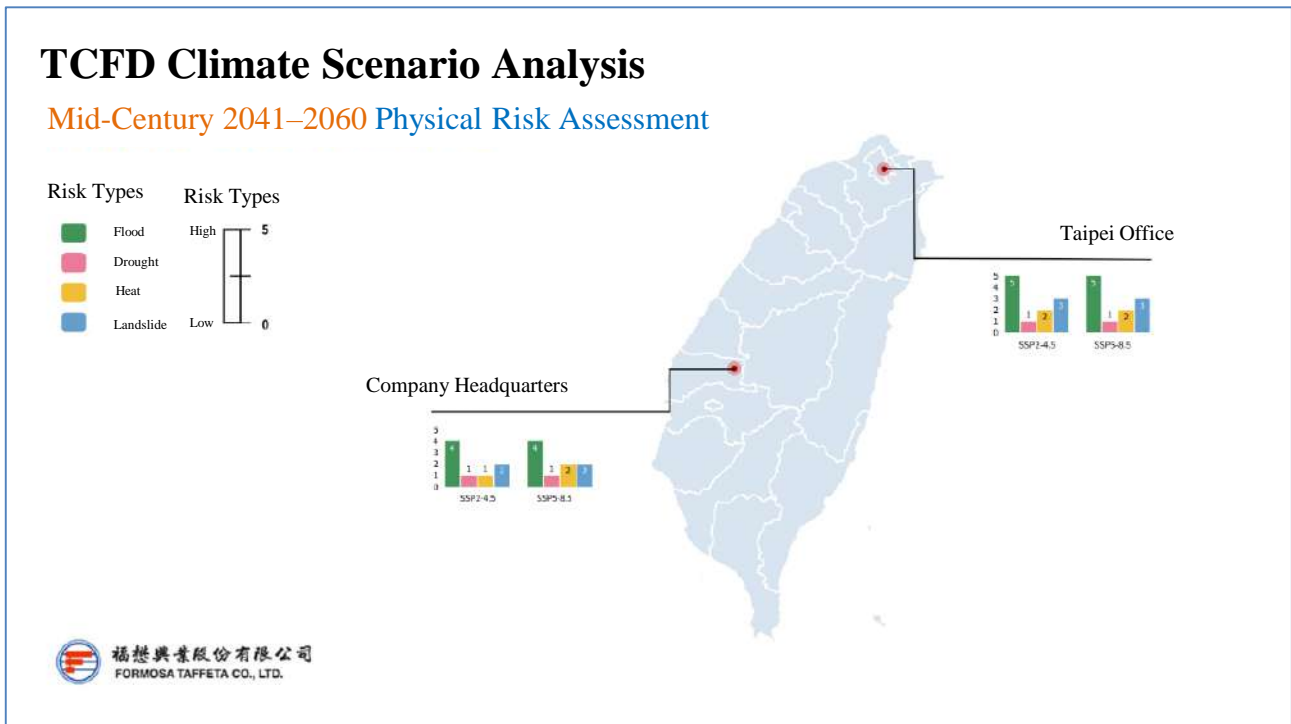 TCFD Climate Scenario Analysis
Mid-Century 2041–2060 Physical Risk Assessment
Risk Types
Risk Types
Flood
Drought
Heat
Landslide
High
5
Low
0
Taipei Office
5
4
3
2
1
0
5
1
2
3
5
1
2
3
SSP2-4.5
SSP5-8.5
Company Headquarters
5
4
3
2
1
0
4
1
1
2
4
1
2
2
SSP2-4.5
SSP5-8.5
福懋興業股份有限公司
FORMOSA TAFFETA CO., LTD.